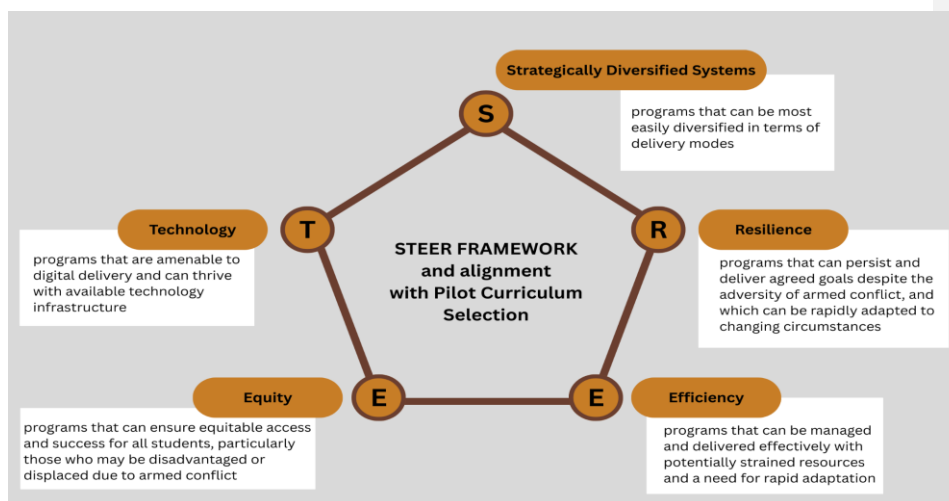 Strategically Diversified Systems
programs that can be most
easily diversified in terms of
delivery modes
S
T
Technology
programs that are amenable to
digital delivery and can thrive
with available technology
infrastructure
STEER FRAMEWORK
and alignment
with Pilot Curriculum
Selection
R
Resilience
programs that can persist and
deliver agreed goals despite the
adversity of armed conflict, and
which can be rapidly adapted to
changing circumstances
Equity
E
programs that can ensure equitable access
and success for all students, particularly
those who may be disadvantaged or
displaced due to armed conflict
E
Efficiency
programs that can be managed
and delivered effectively with
potentially strained resources
and a need for rapid adaptation